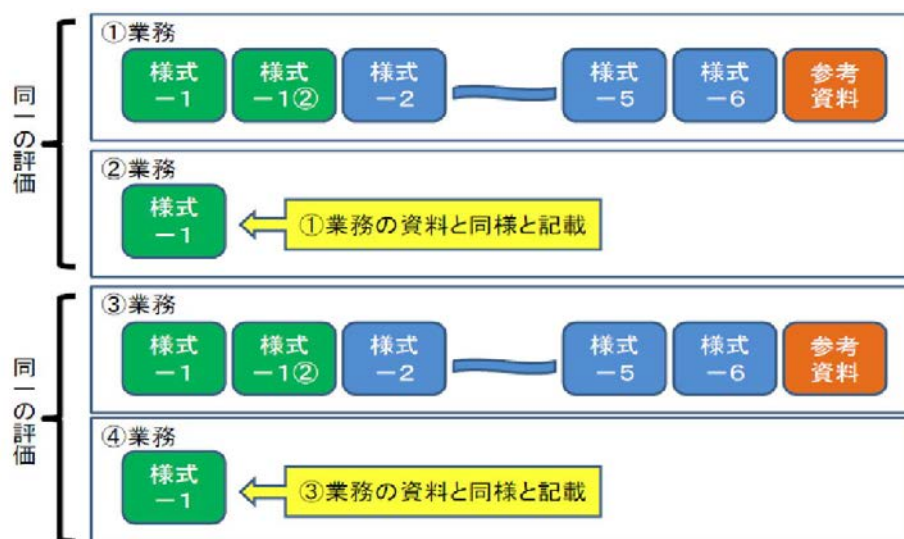 同一の評価
①業務
様式
－1
様式
－1②
様式
－2
様式
－5
様式
－6
参考
資料
②業務
様式
－1
①業務の資料と同様と記載
同一の評価
③業務
様式
－1
様式
－1②
様式
－2
様式
－5
様式
－6
参考
資料
④業務
様式
－1
③業務の資料と同様と記載